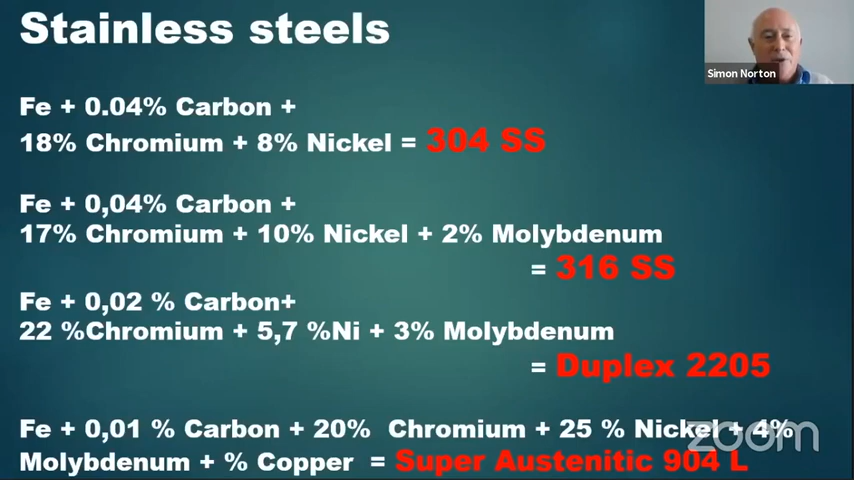 Stainless steels
Simon Norton
Fe + 0.04% Carbon +
18% Chromium + 8% Nickel = 304 SS
Fe + 0,04% Carbon +
17% Chromium + 10% Nickel + 2% Molybdenum
= 316 SS
Fe + 0,02 % Carbon+
22 %Chromium + 5,7 %Ni + 3% Molybdenum
= Duplex 2205
Fe + 0,01 % Carbon + 20% Chromium + 25 % Nickel + 4%
Molybdenum + % Copper = Super Austenitic 904 L
zoom